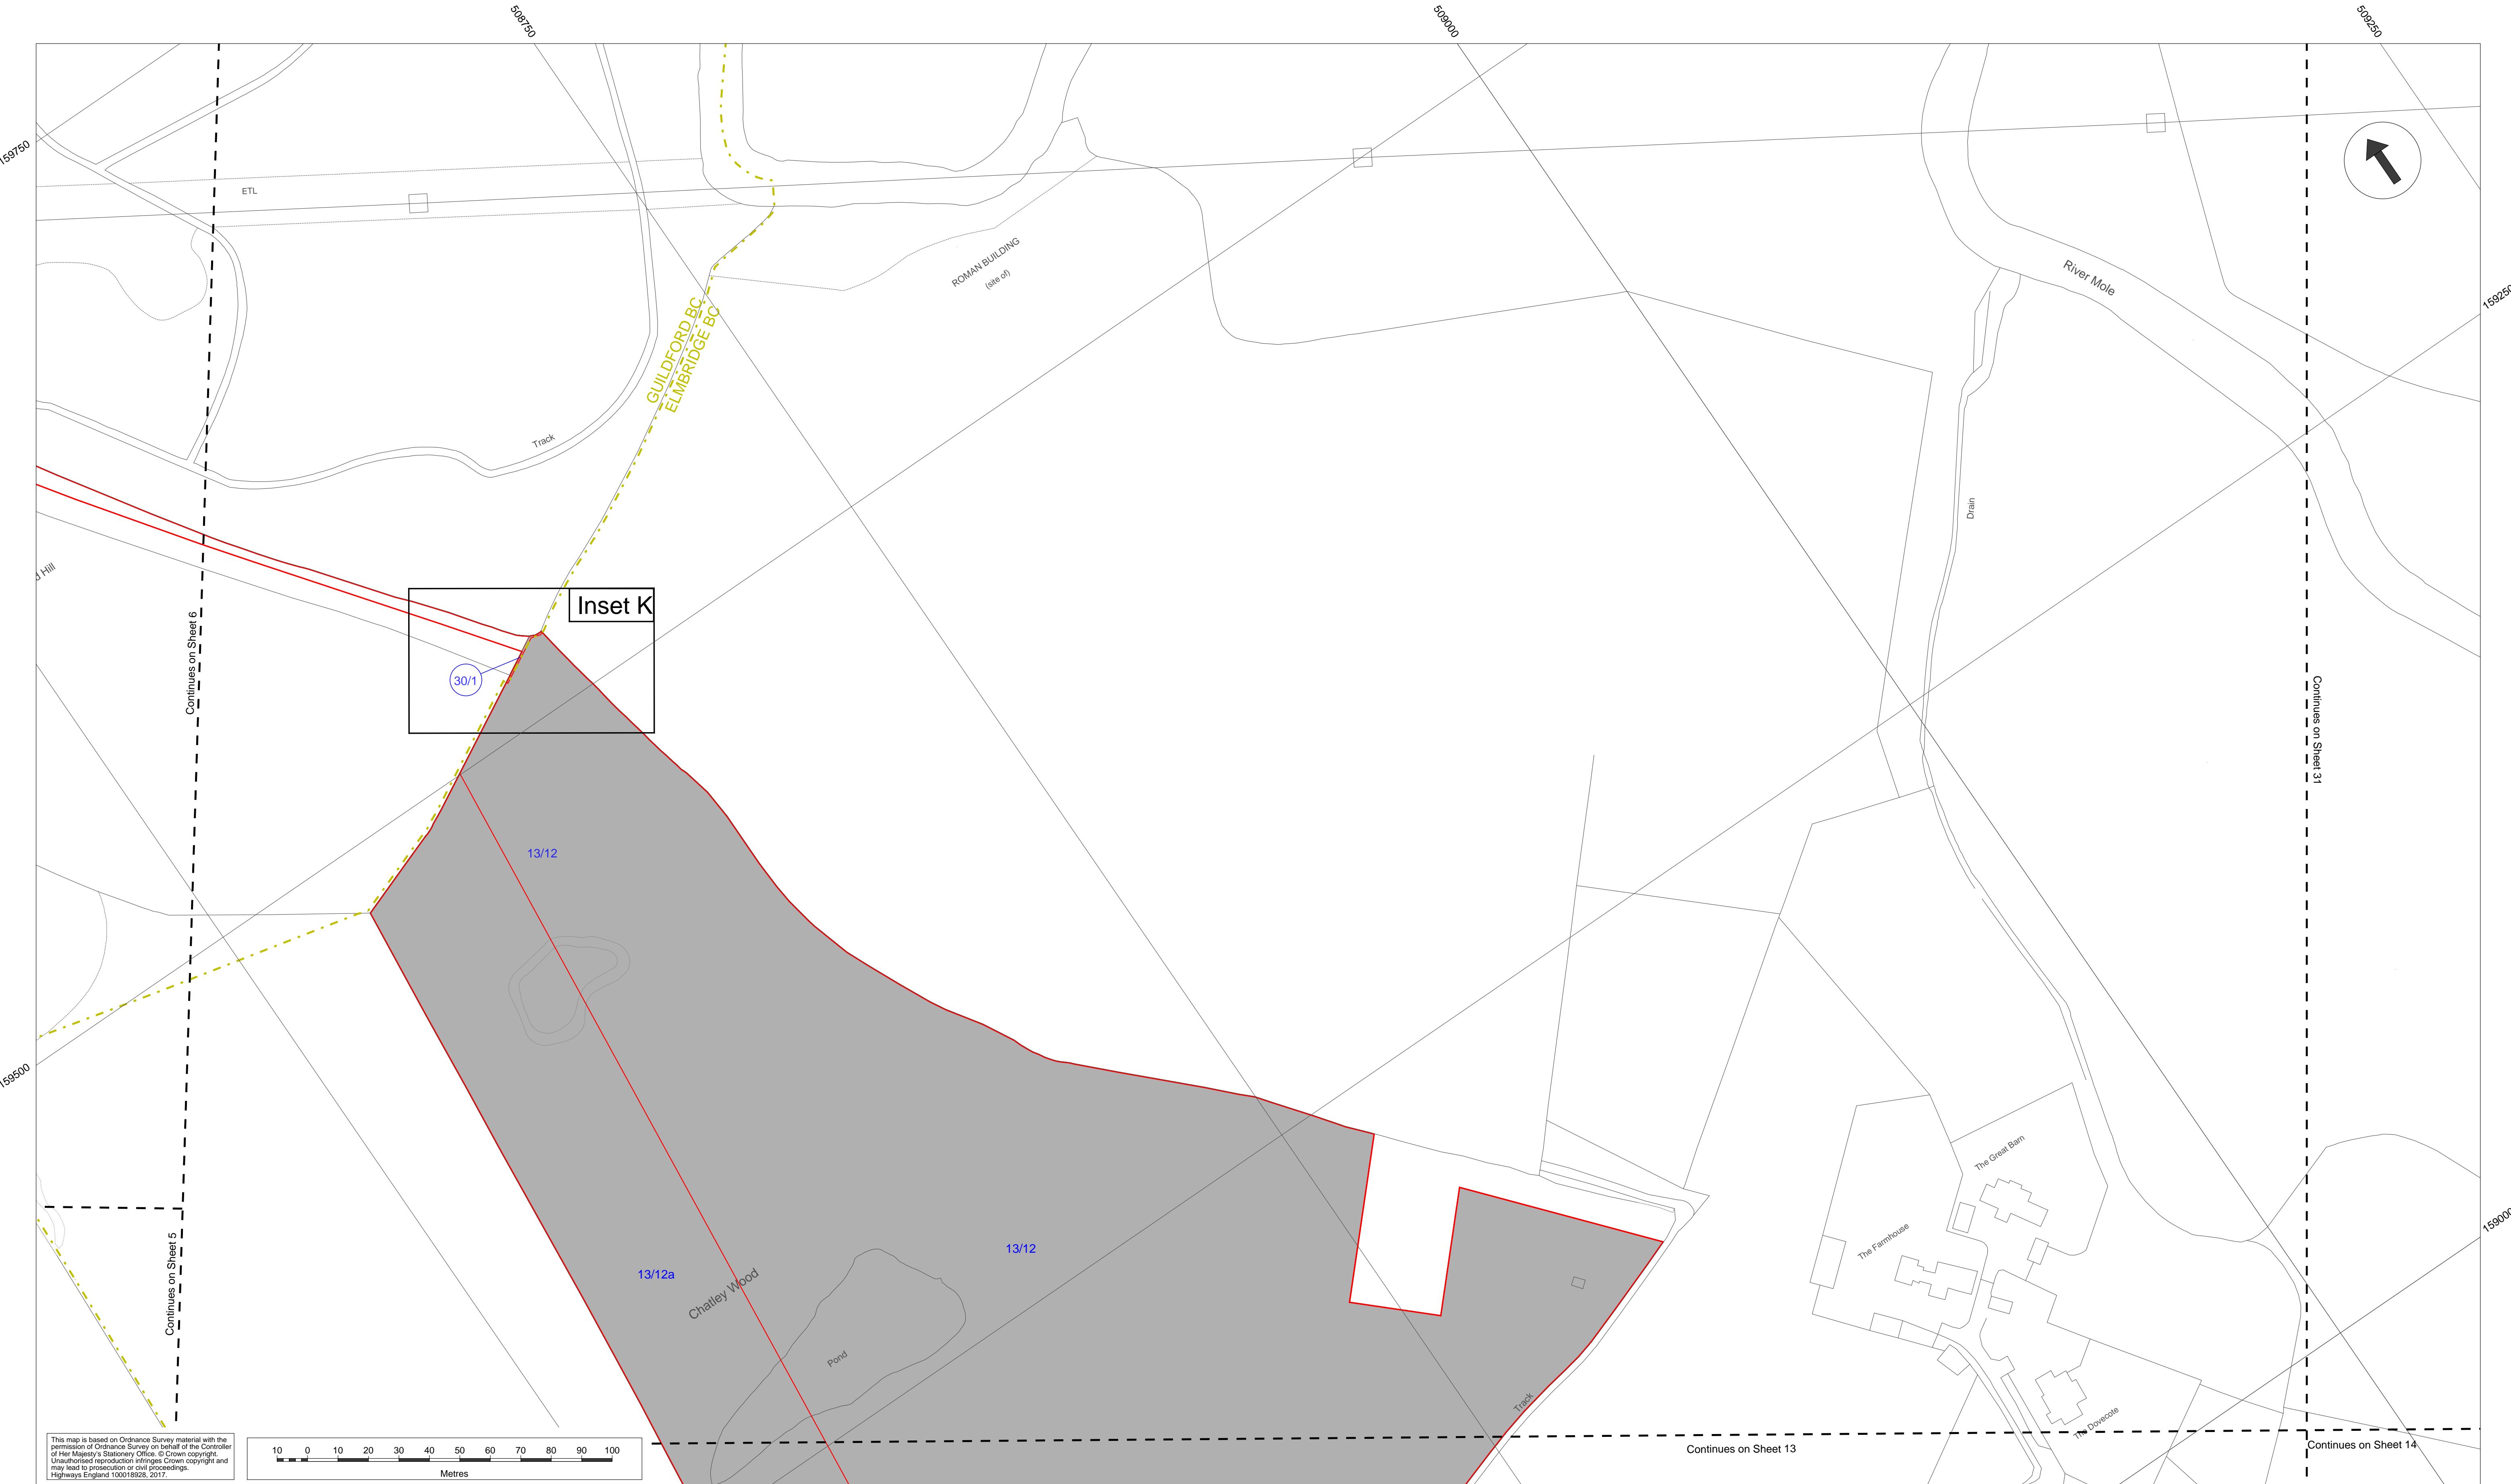 508750
509000
509250
159750
ETL
ROMAN BUILDING
(site of)
River Mole
159250
GUILDFORD BC
ELMBRIDGE BC
Track
Drain
d Hill
Inset K
Continues on Sheet 6
30/1
Continues on Sheet 31
13/12
159500
The Great Barn
159000
The Farmhouse
13/12
13/12a
Chatley Wood
Continues on Sheet 5
Pond
Track
The Dovecote
Continues on Sheet 13
Continues on Sheet 14
This map is based on Ordnance Survey material with the
permission of Ordnance Survey on behalf of the Controller
of Her Majesty's Stationery Office. © Crown copyright.
Unauthorised reproduction infringes Crown copyright and
may lead to prosecution or civil proceedings.
Highways England 100018928, 2017.
10 0 10 20 30 40 50 60 70 80 90 100
Metres